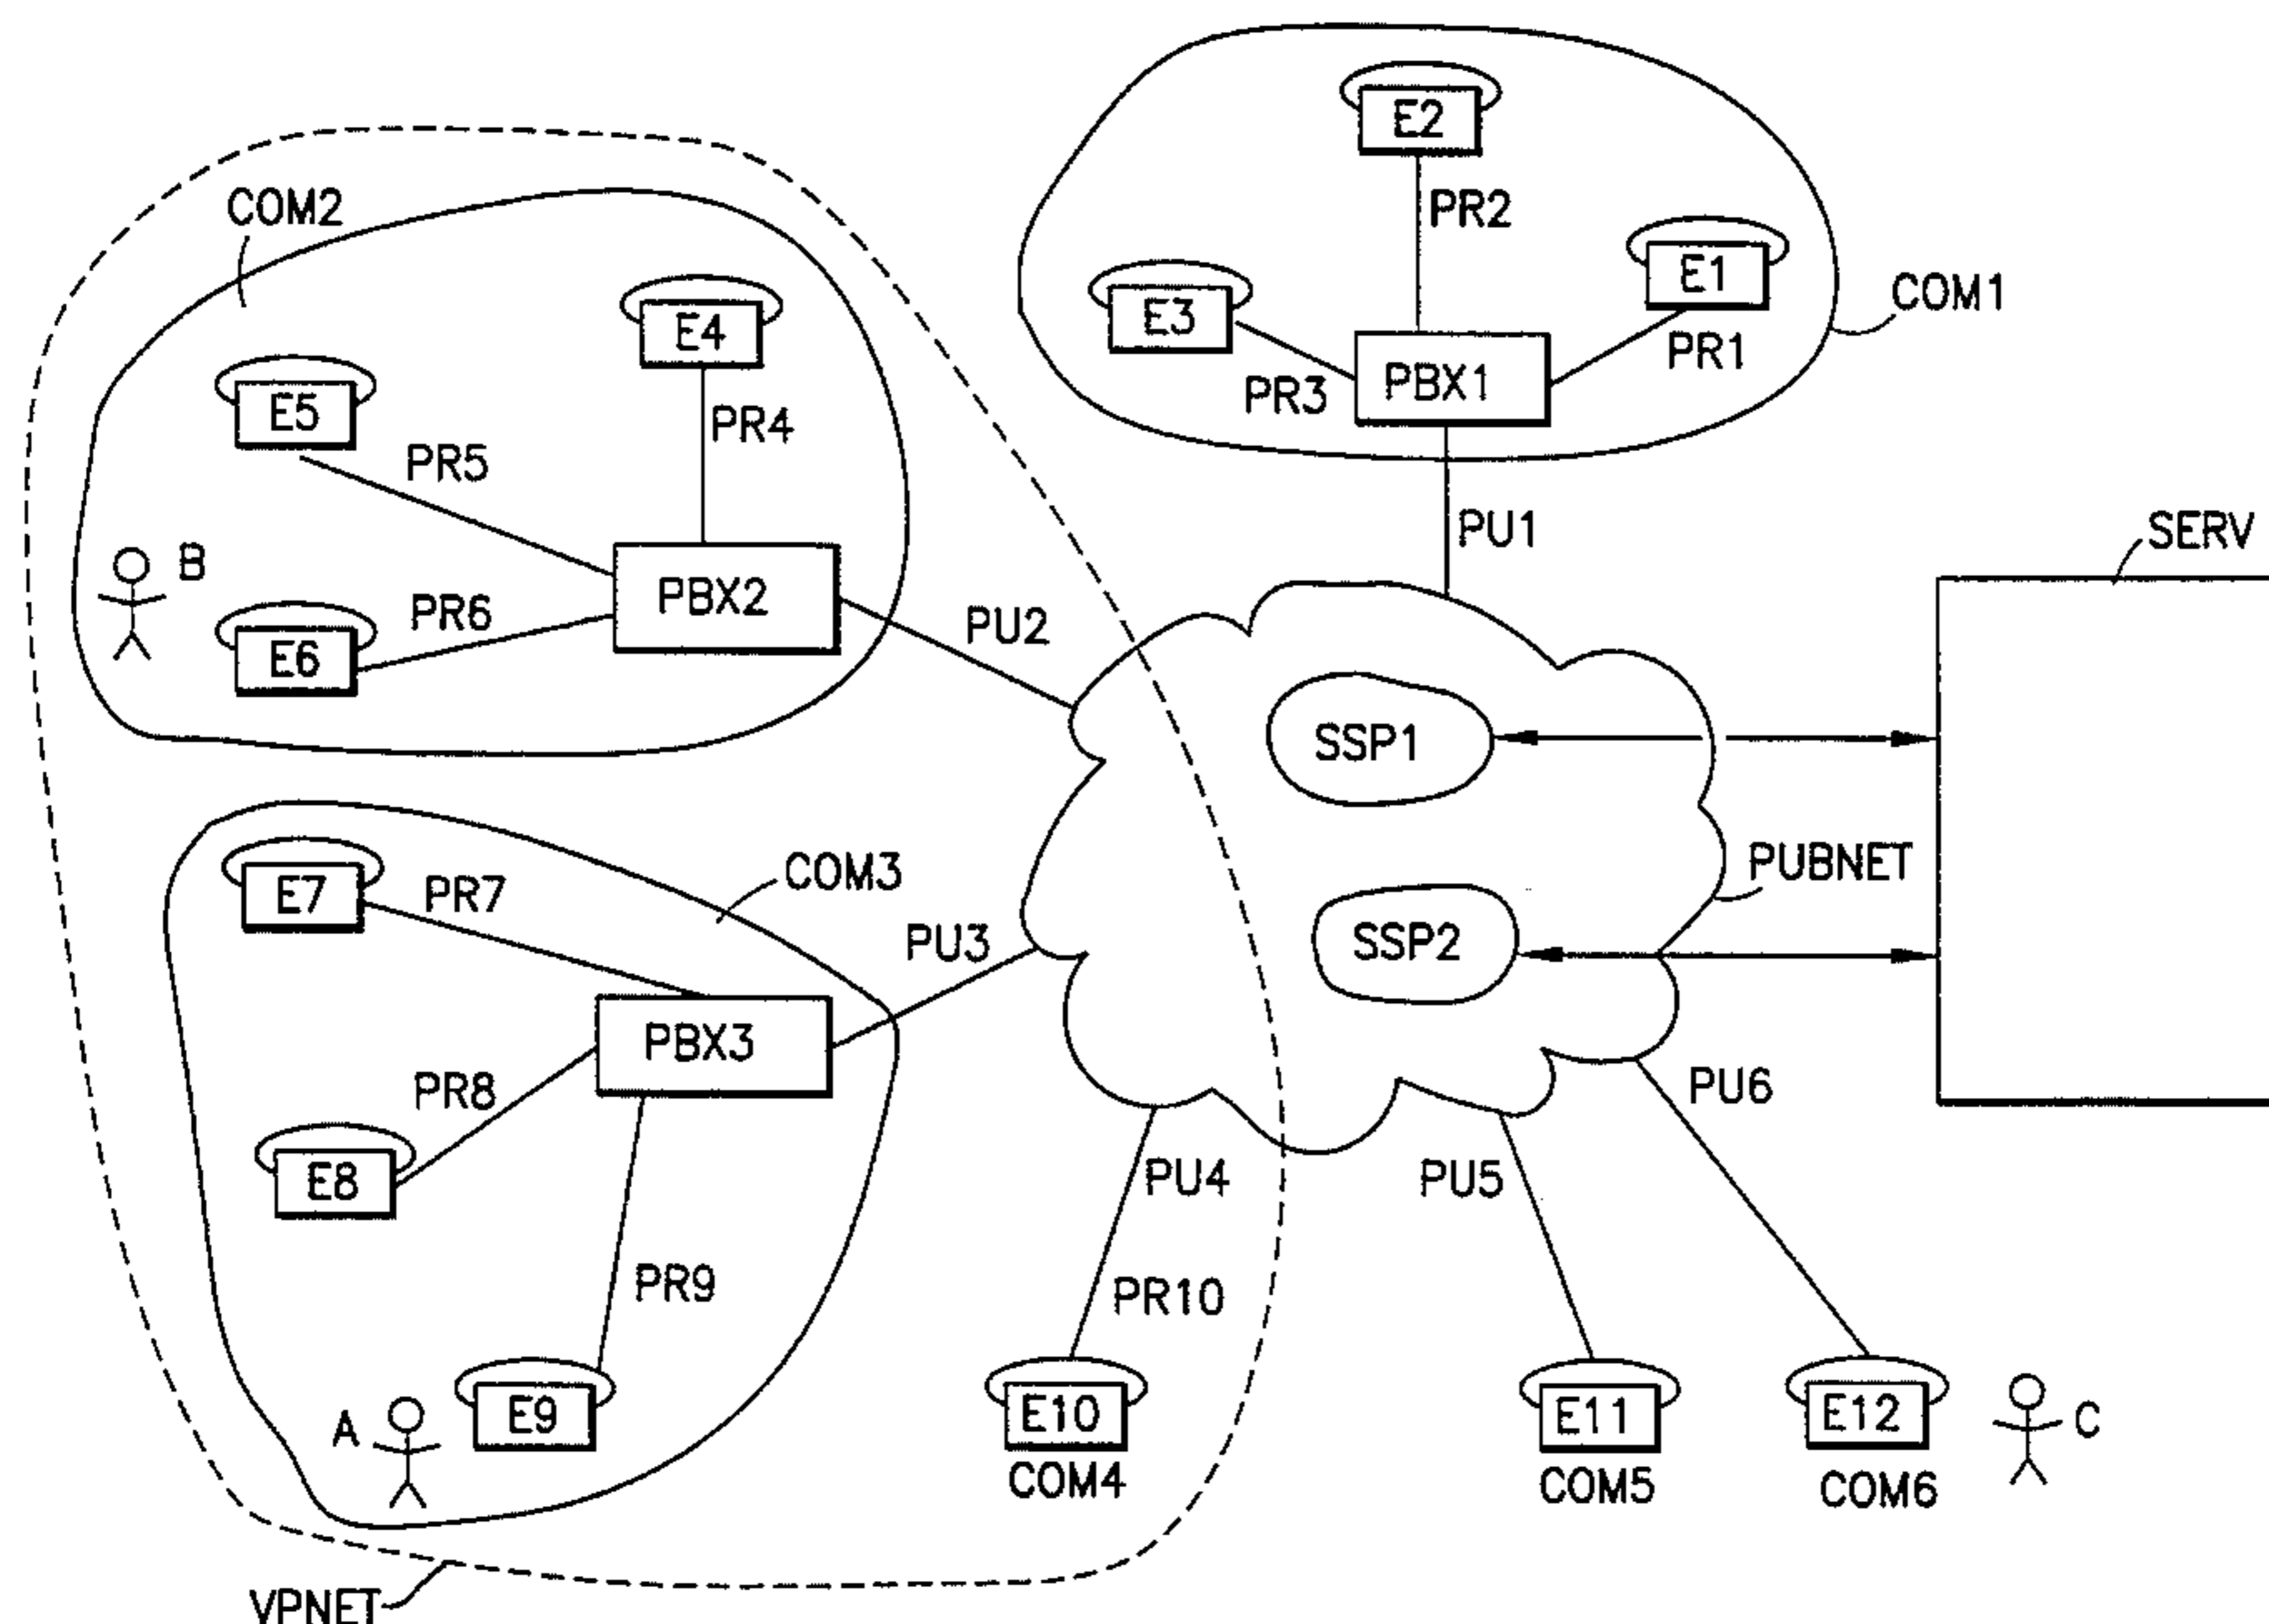 E2
PR2
COM2
E1
COM1
E3
E4
PR1
PBX1
PR3
E5
PR4
PR5
PU1
SERV
B
PBX2
PR6
PU2
E6
SSP1
COM3
PUBNET
E7
PR7
PU3
SSP2
PBX3
PR8
PU6
E8
PU4
PU5
PR9
PR10
E9
E10
E11
E12
A
C
COM4
COM5
COM6
VPNET